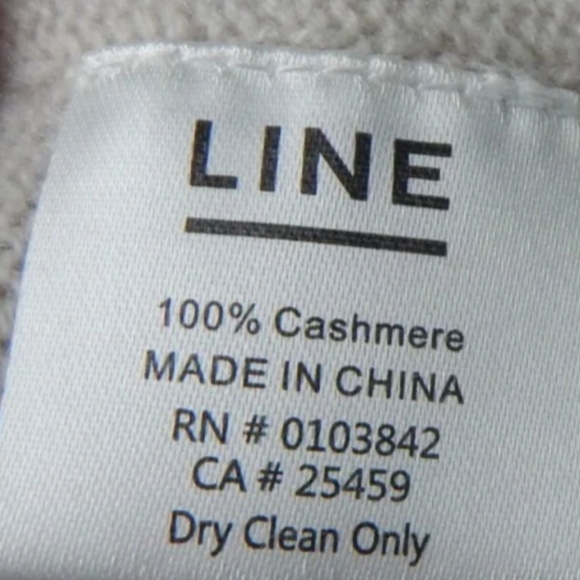 LINE
100% Cashmere
MADE IN CHINA
RN # 0103842
CA # 25459
Dry Clean Only